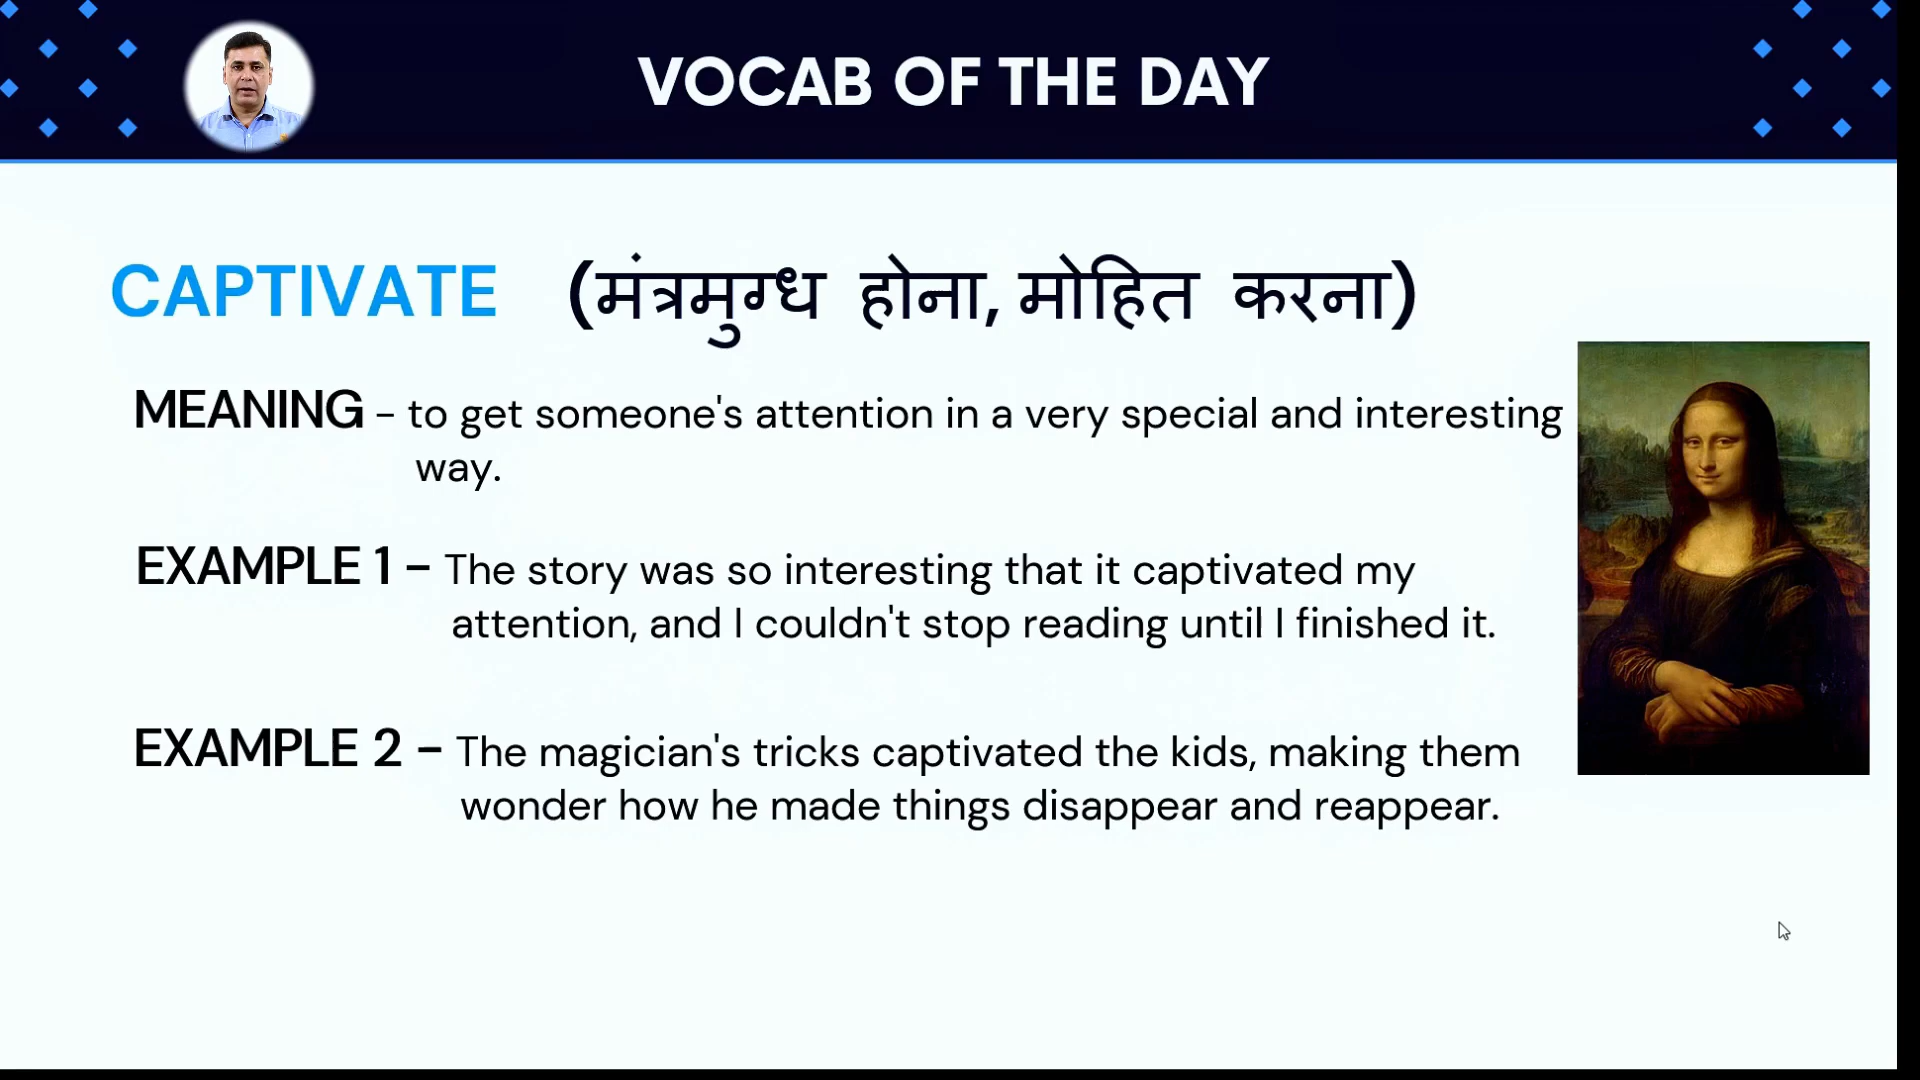 VOCAB OF THE DAY
CAPTIVATE (मंत्रमुग्ध होना, मोहित करना)
MEANING - to get someone's attention in a very special and interesting
way.
EXAMPLE 1 - The story was so interesting that it captivated my
attention, and I couldn't stop reading until I finished it.
EXAMPLE 2 - The magician's tricks captivated the kids, making them
wonder how he made things disappear and reappear.